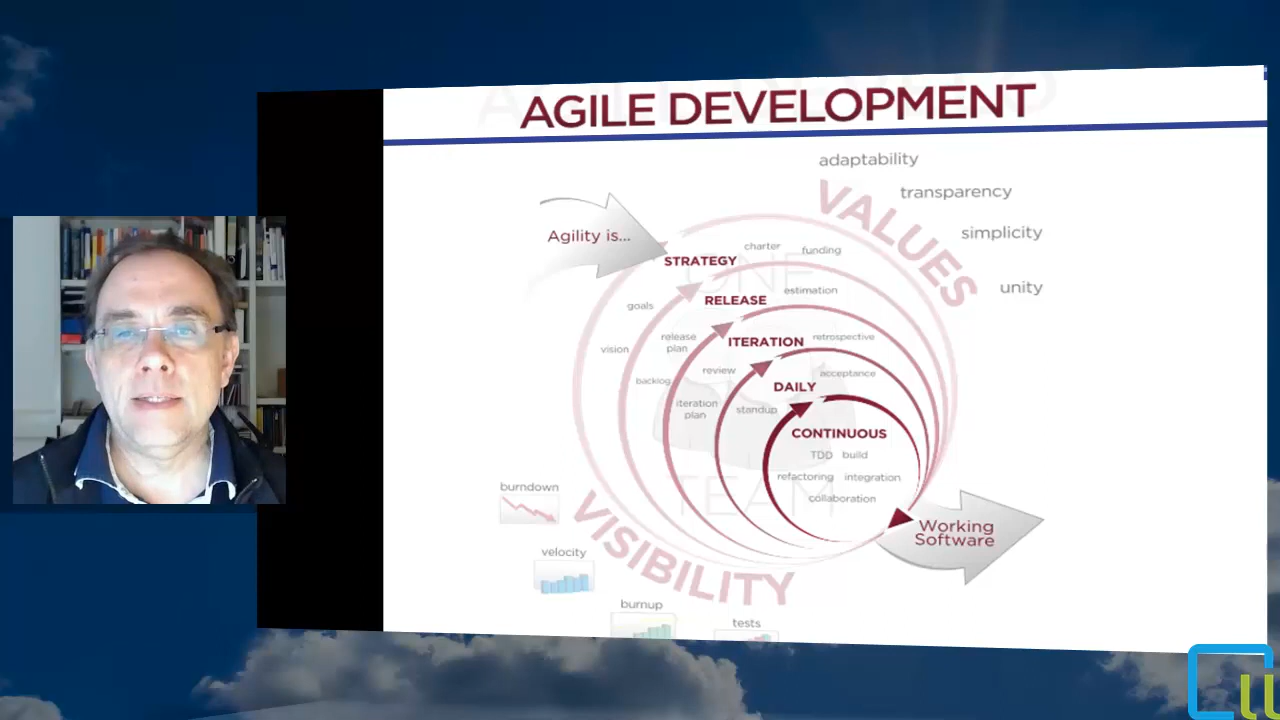 AGILE DEVELOPMENT
adaptability
transparency
simplicity
unity
VALUES
Agility is...
STRATEGY
charter
funding
RELEASE
estimation
goals
vision
ITERATION
retrospective
release
plan
backlog
review
DAILY
acceptance
iteration
plan
standup
CONTINUOUS
TDD build
refactoring integration
collaboration
ONE
TEAM
Working
Software
VISIBILITY
burndown
velocity
burnup
tests